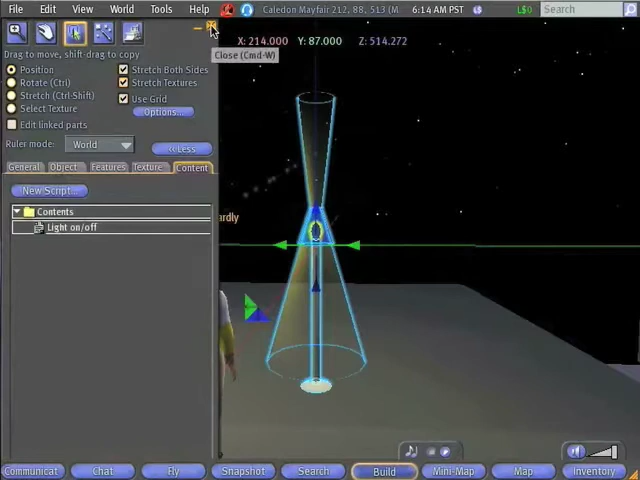 File Edit View World Tools Help Caledon Mayfair 212, 88, 513 (M 6:14 AM PST L$0 Search
X: 214.000 Y: 87.000 Z: 514.272
Close (Cmd-W)
Drag to move, shift-drag to copy
Position Stretch Both Sides
Rotate (Ctrl) Stretch Textures
Stretch (Ctrl-Shift) Use Grid
Select Texture Options...
Edit linked parts
Ruler mode: World << Less
General Object Features Texture Content
New Script...
Contents
Light on/off
ardly
Communicat Chat Fly Snapshot Search Build Mini-Map Map Inventory